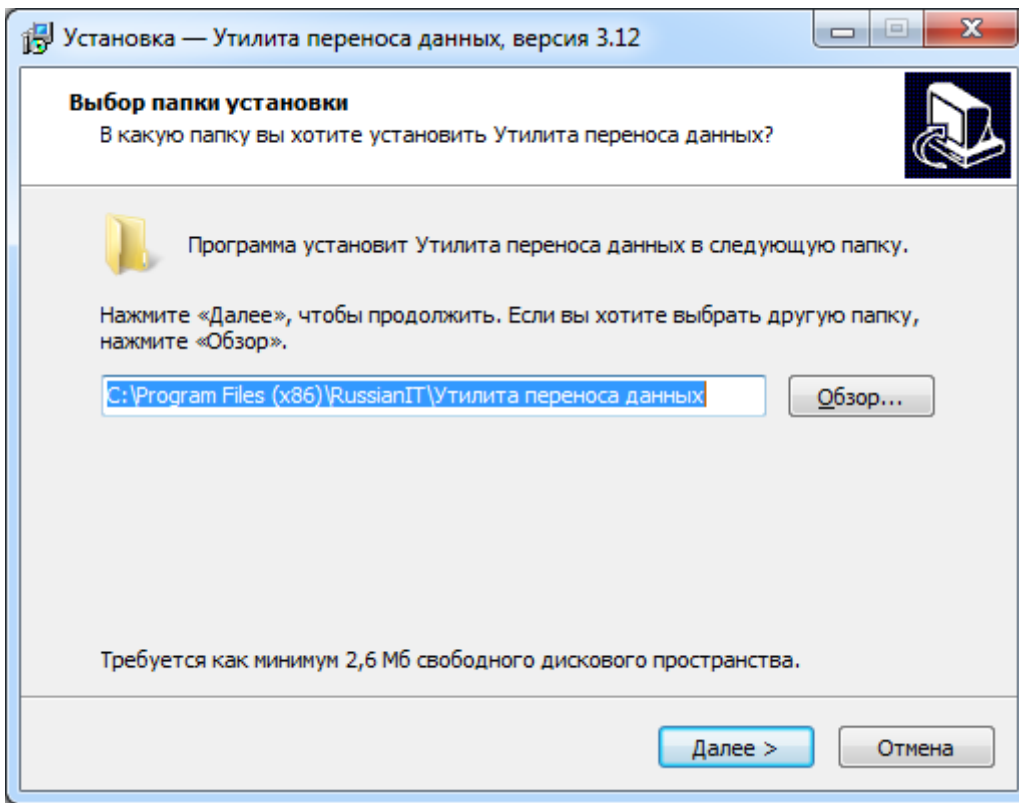 Установка — Утилита переноса данных, версия 3.12
Выбор папки установки
В какую папку вы хотите установить Утилита переноса данных?
Программа установит Утилита переноса данных в следующую папку.
Нажмите «Далее», чтобы продолжить. Если вы хотите выбрать другую папку,
нажмите «Обзор».
C:\Program Files (x86)\RussianIT\Утилита переноса данных
Обзор...
Требуется как минимум 2,6 Мб свободного дискового пространства.
Далее >
Отмена